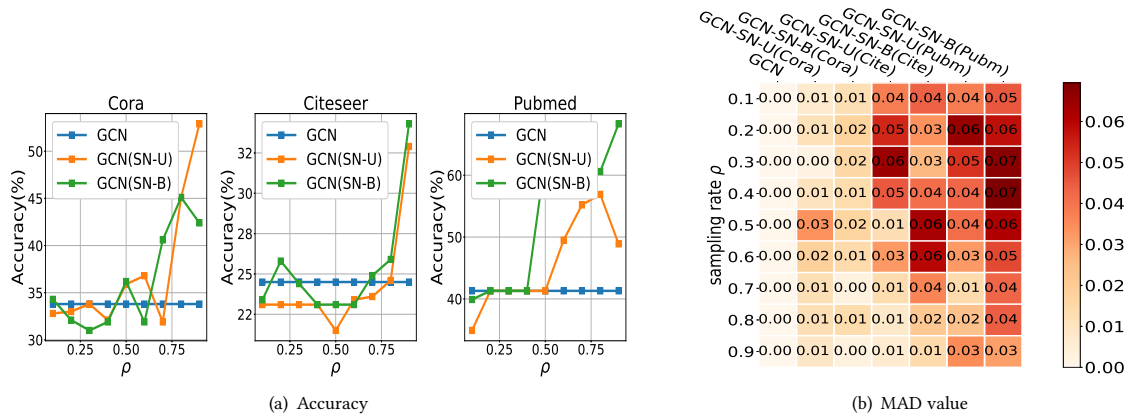 Cora
GCN
GCN(SN-U)
GCN(SN-B)
Accuracy(%)
50
45
40
35
30
0.25 0.50 0.75
ρ
Citeseer
GCN
GCN(SN-U)
GCN(SN-B)
Accuracy(%)
32
30
28
25
22
0.25 0.50 0.75
ρ
Pubmed
GCN
GCN(SN-U)
GCN(SN-B)
Accuracy(%)
60
50
40
0.25 0.50 0.75
ρ
(a) Accuracy
GCN
GCN-SN-U(Cora)
GCN-SN-B(Cora)
GCN-SN-U(Cite)
GCN-SN-B(Cite)
GCN-SN-U(Pubm)
GCN-SN-B(Pubm)
sampling rate ρ
0.1 0.00 0.01 0.01 0.04 0.04 0.04 0.05
0.2 0.00 0.01 0.02 0.05 0.03 0.06 0.06
0.3 0.00 0.00 0.02 0.06 0.03 0.05 0.07
0.4 0.00 0.01 0.01 0.05 0.04 0.04 0.07
0.5 0.00 0.03 0.02 0.01 0.06 0.04 0.06
0.6 0.00 0.02 0.01 0.03 0.06 0.03 0.05
0.7 0.00 0.01 0.00 0.01 0.04 0.01 0.04
0.8 0.00 0.01 0.01 0.01 0.02 0.02 0.04
0.9 0.00 0.01 0.00 0.01 0.01 0.03 0.03
0.06
0.05
0.04
0.03
0.02
0.01
0.00
(b) MAD value